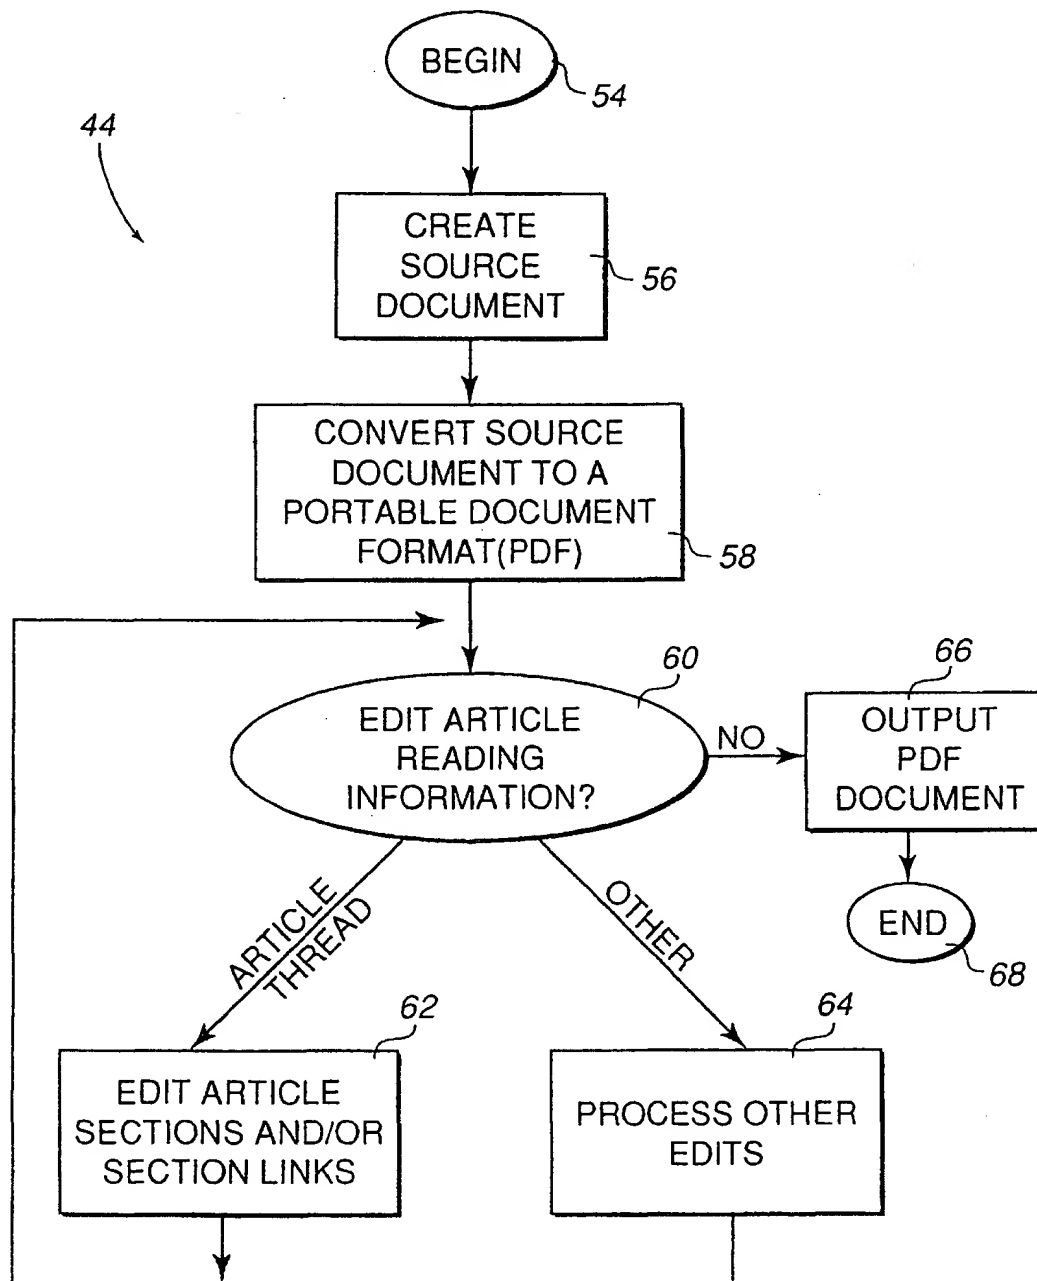 BEGIN
54
44
CREATE
SOURCE
DOCUMENT
56
CONVERT SOURCE
DOCUMENT TO A
PORTABLE DOCUMENT
FORMAT(PDF)
58
60
EDIT ARTICLE
READING
INFORMATION?
NO
66
OUTPUT
PDF
DOCUMENT
END
68
ARTICLE
THREAD
OTHER
62
EDIT ARTICLE
SECTIONS AND/OR
SECTION LINKS
64
PROCESS OTHER
EDITS